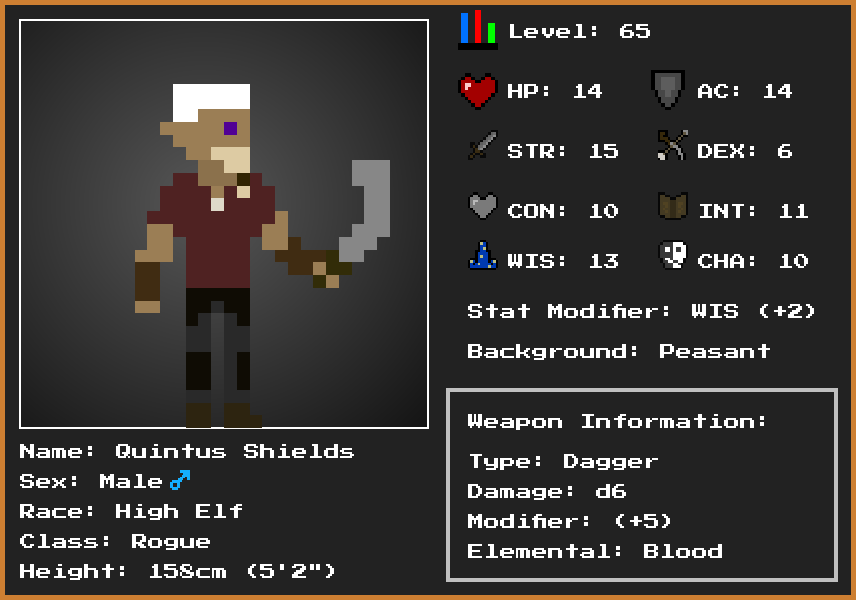 Level: 65
HP: 14 AC: 14
STR: 15 DEX: 6
CON: 10 INT: 11
WIS: 13 CHA: 10
Stat Modifier: WIS (+2)
Background: Peasant
Weapon Information:
Type: Dagger
Damage: d6
Modifier: (+5)
Elemental: Blood
Name: Quintus Shields
Sex: Male ♂
Race: High Elf
Class: Rogue
Height: 158cm (5'2")